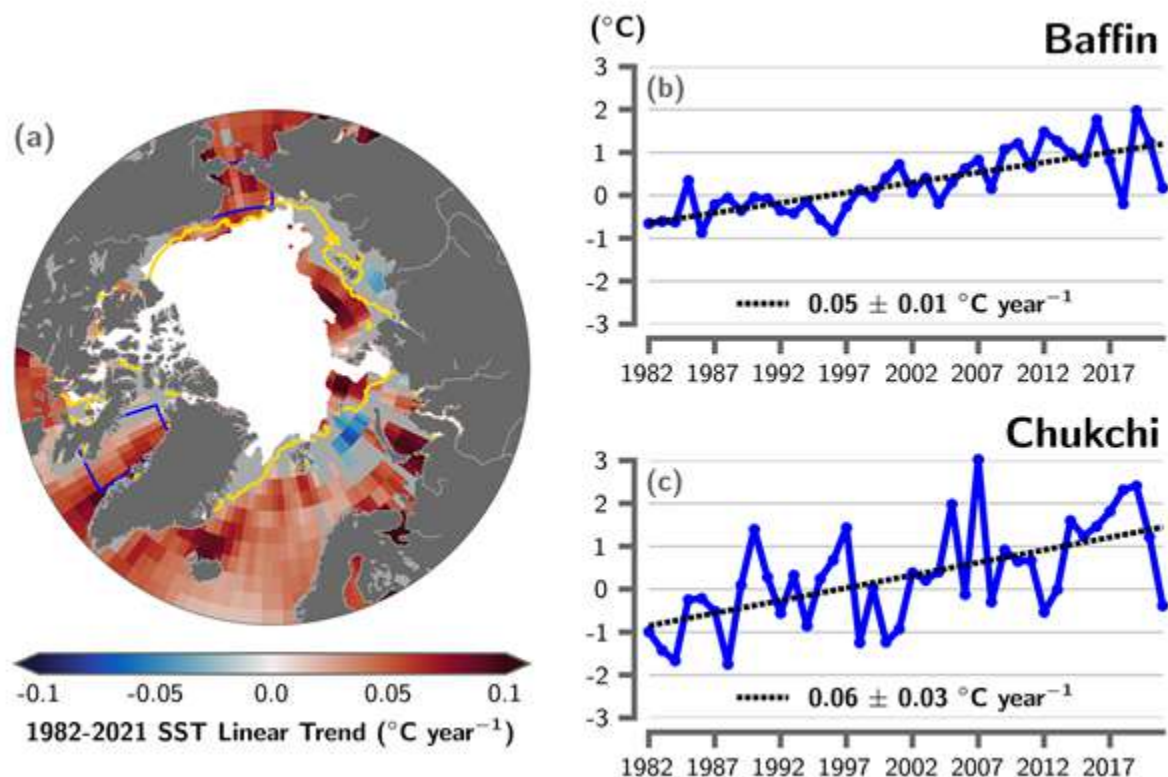 (a)
-0.1 -0.05 0.0 0.05 0.1
1982-2021 SST Linear Trend (°C year⁻¹)
(°C)
Baffin
(b)
3
2
1
0
-1
-2
-3
0.05 ± 0.01 °C year⁻¹
1982 1987 1992 1997 2002 2007 2012 2017
Chukchi
(c)
3
2
1
0
-1
-2
-3
0.06 ± 0.03 °C year⁻¹
1982 1987 1992 1997 2002 2007 2012 2017